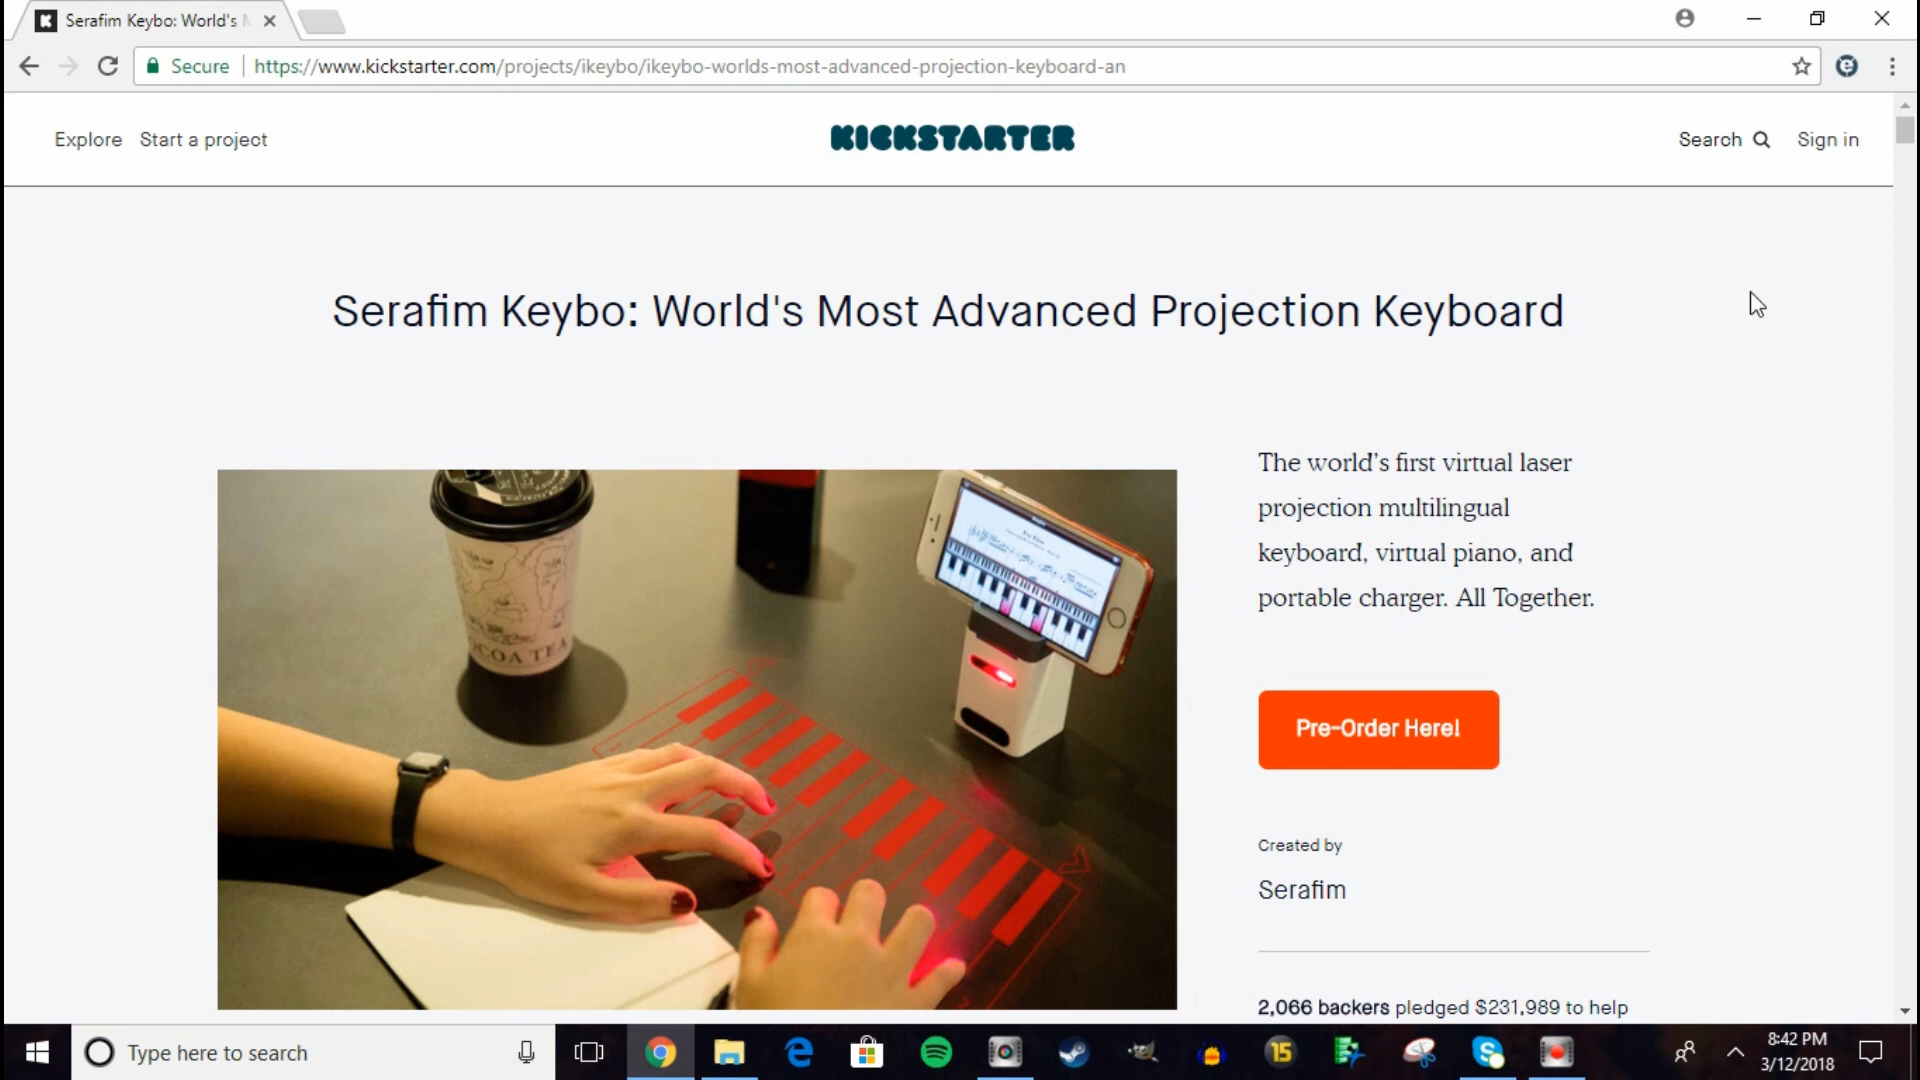 Serafim Keybo: World's
Secure https://www.kickstarter.com/projects/ikeybo/ikeybo-worlds-most-advanced-projection-keyboard-an
Explore Start a project KICKSTARTER Search Sign in
Serafim Keybo: World's Most Advanced Projection Keyboard
The world's first virtual laser
projection multilingual
keyboard, virtual piano, and
portable charger. All Together.
COCOA TEA
Pre-Order Here!
Created by
Serafim
2,066 backers pledged $231,989 to help
Type here to search
15
8:42 PM
3/12/2018